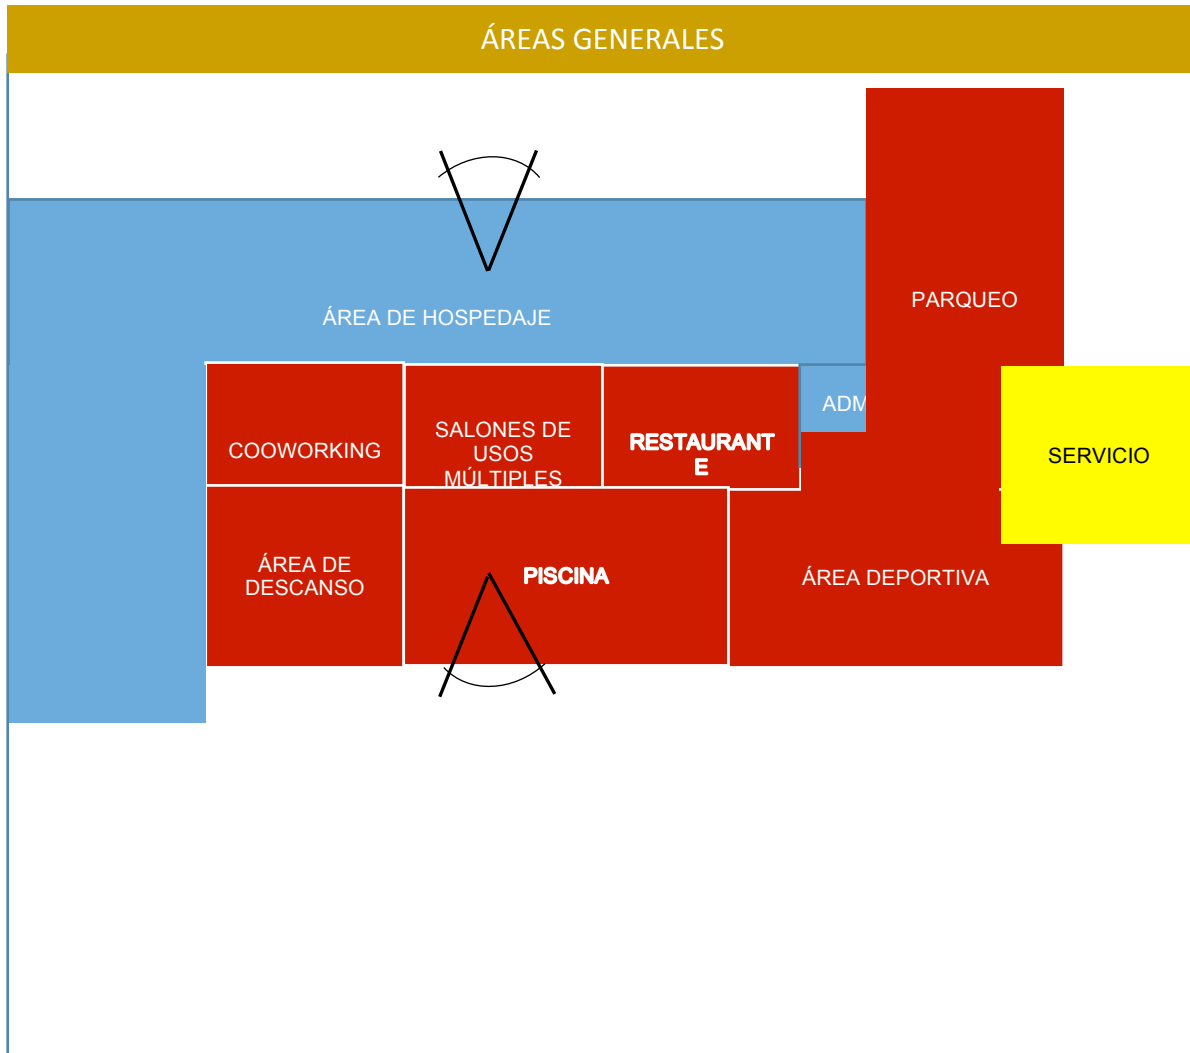 ÁREAS GENERALES
PARQUEO
ÁREA DE HOSPEDAJE
ADM
COOWORKING
SALONES DE
USOS
MÚLTIPLES
RESTAURANT
E
SERVICIO
ÁREA DE
DESCANSO
PISCINA
ÁREA DEPORTIVA